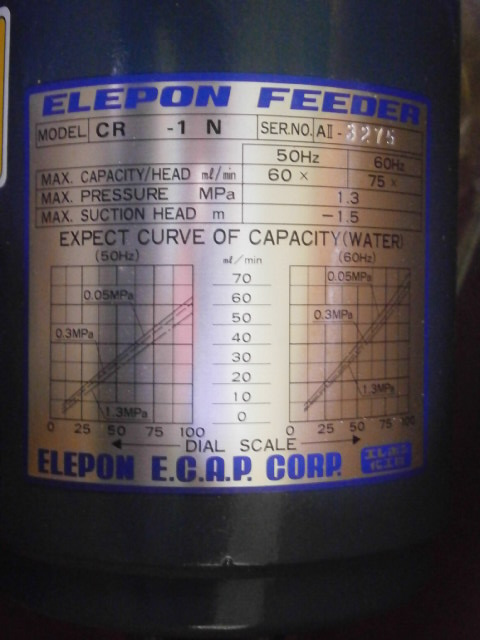 ELEPON FEEDER
MODEL CR -1 N SER.NO. AII-3275
50Hz 60Hz
MAX. CAPACITY/HEAD ml/min 60 × 75 ×
MAX. PRESSURE MPa 1.3
MAX. SUCTION HEAD m -1.5
EXPECT CURVE OF CAPACITY(WATER)
(50Hz) ml/min (60Hz)
70
0.05MPa 0.05MPa
60
50
0.3MPa 0.3MPa
40
30
20
1.3MPa
10
1.3MPa
0
0 25 50 75 100 0 25 50 75 100
DIAL SCALE
ELEPON E.C.A.P. CORP.